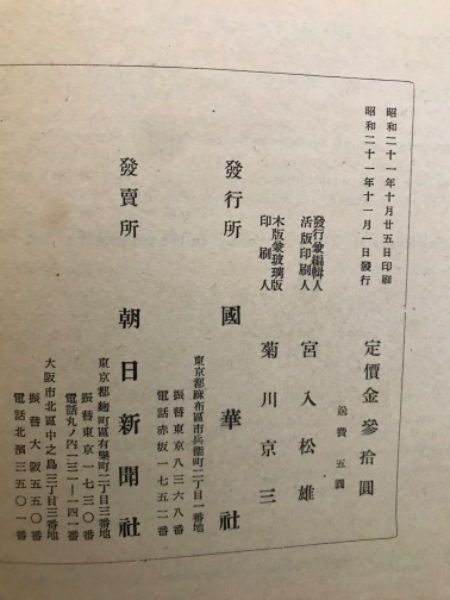 昭和二十一年十月廿五日印刷
昭和二十一年十一月一日發行
定價金參拾圓
送費五圓
發行兼編輯人
活版印刷人
宮入松雄
木版兼玻璃版
印刷人
菊川京三
發行所
國華社
東京都麻布區市兵衞町二丁目一番地
振替東京八三六八番
電話赤坂一七五二番
發賣所
朝日新聞社
東京都麹町區有樂町二丁目三番地
振替東京一七三〇番
電話丸ノ内一三一―一四一番
大阪市北區中之島三丁目三番地
振替大阪五五〇番
電話北濱三五〇一番